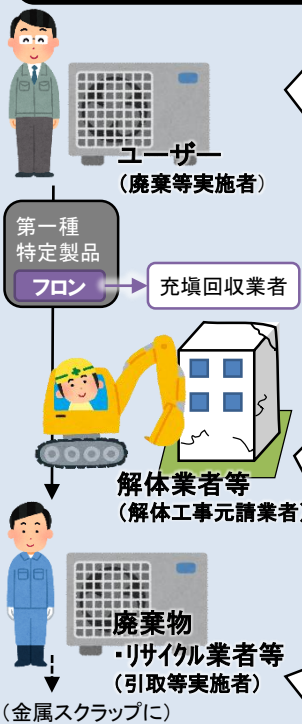 ユーザー
(廃棄等実施者)
第一種
特定製品
フロン
充塡回収業者
解体業者等
(解体工事元請業者)
廃棄物
・リサイクル業者等
(引取等実施者)
(金属スクラップに)